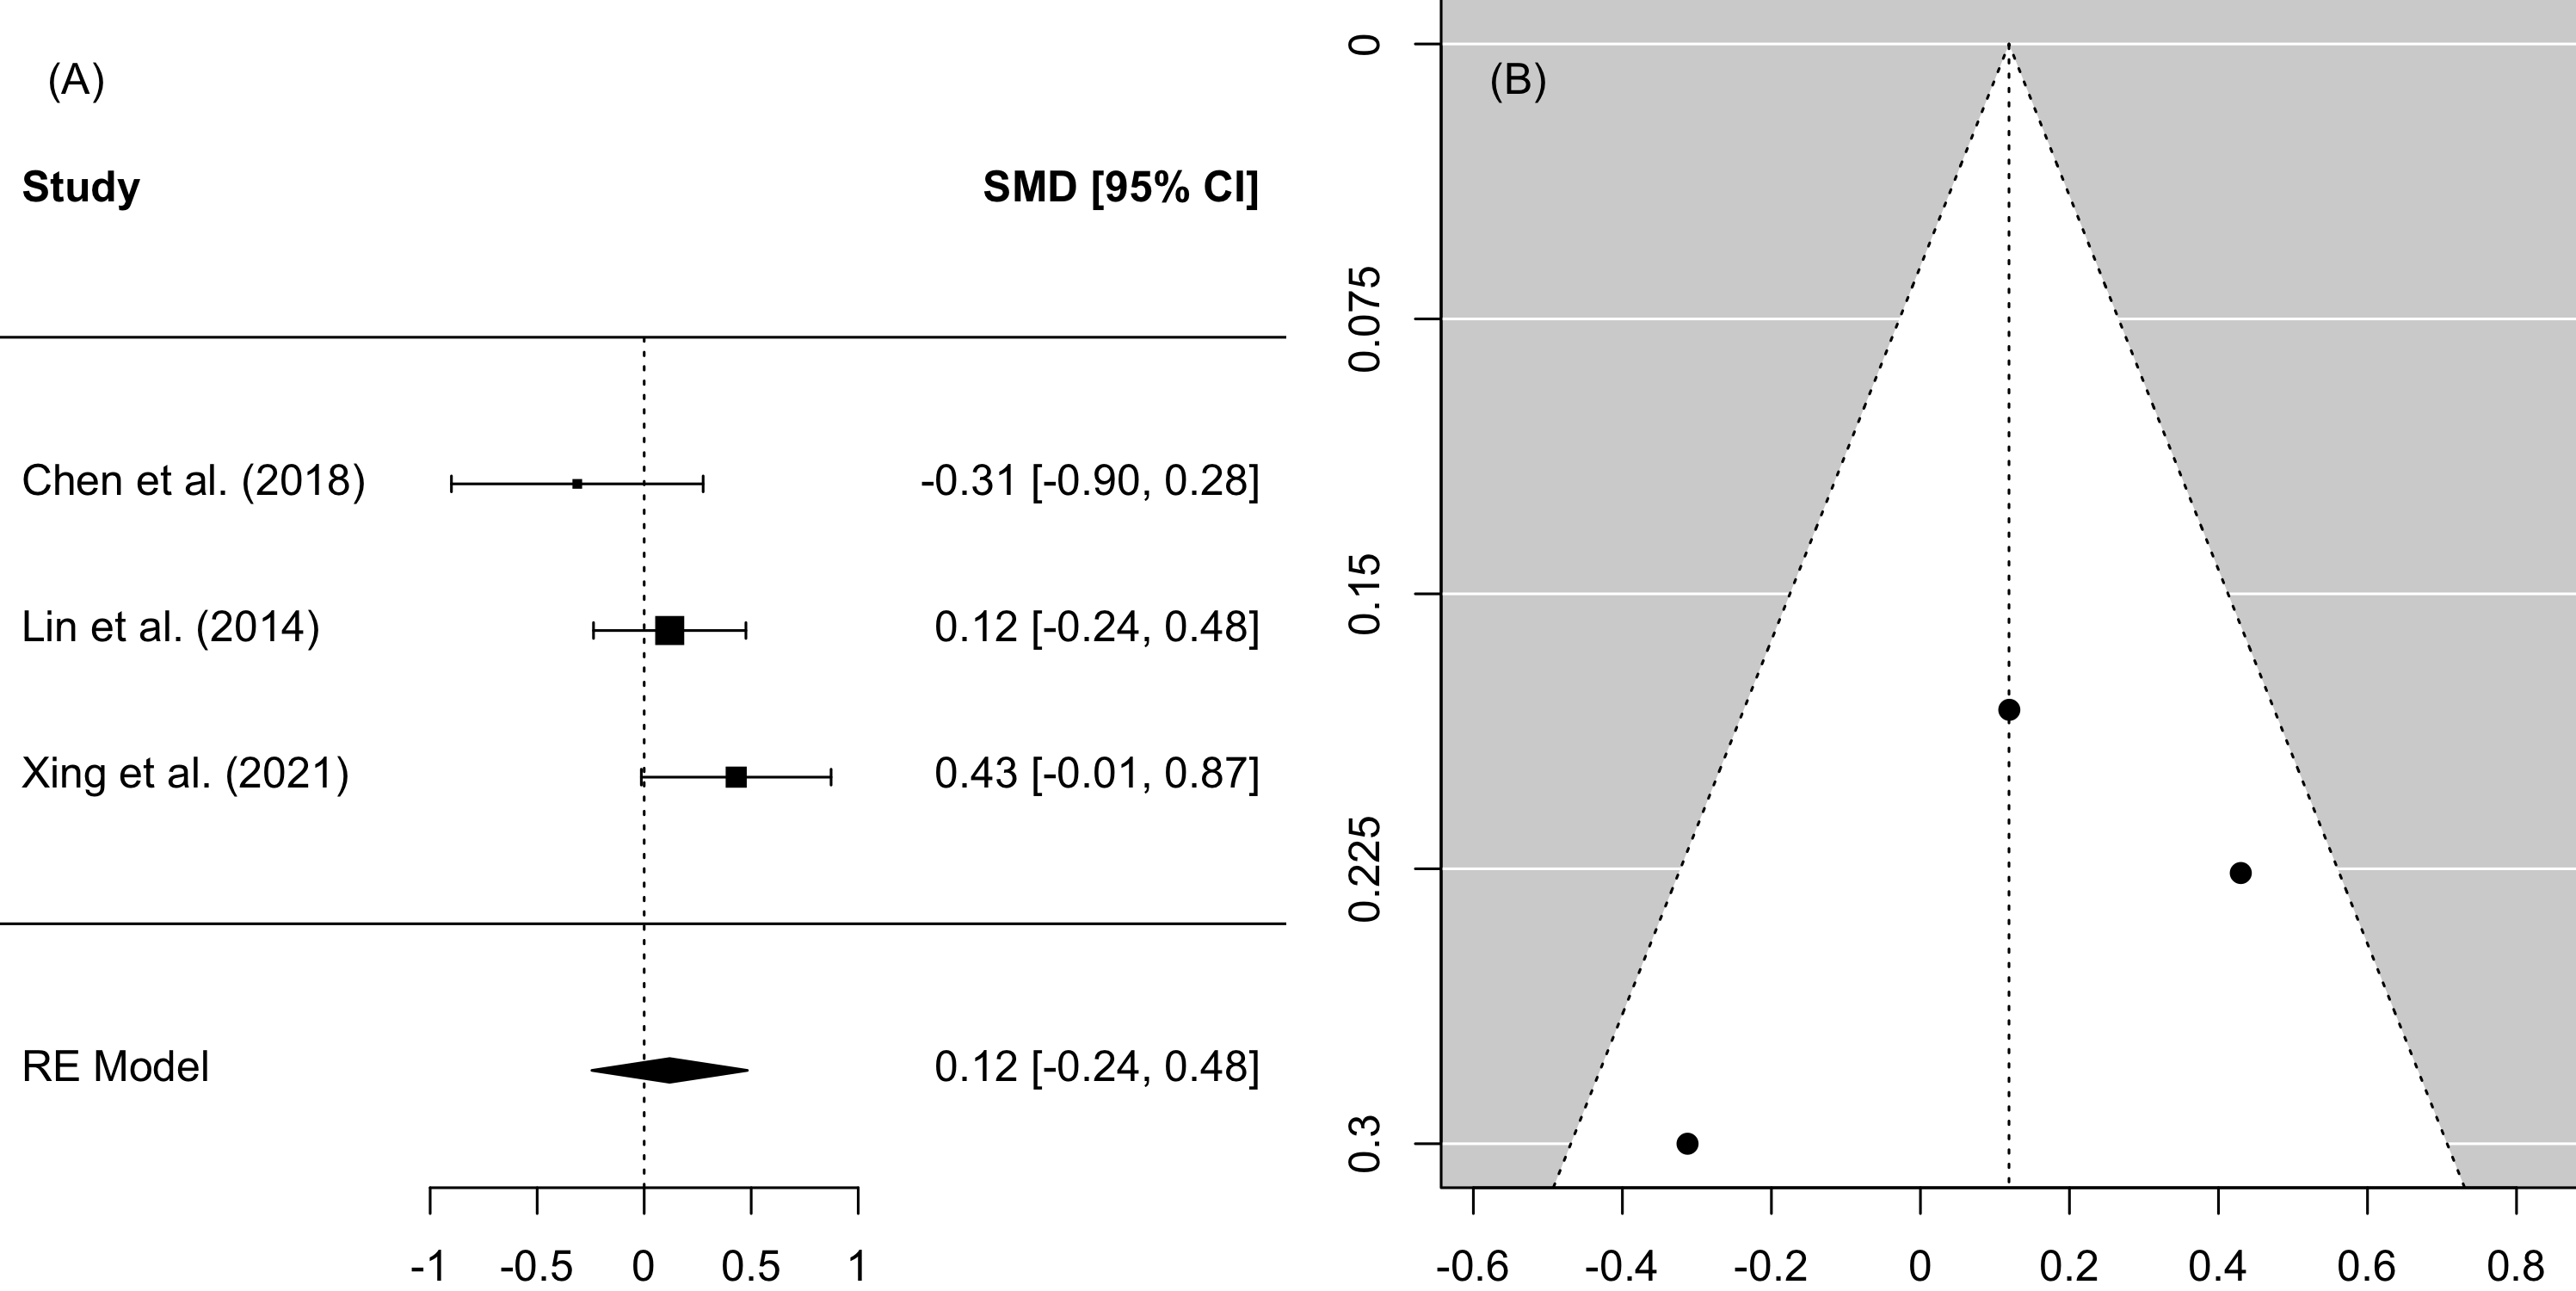 (A)
Study SMD [95% CI]
Chen et al. (2018) -0.31 [-0.90, 0.28]
Lin et al. (2014) 0.12 [-0.24, 0.48]
Xing et al. (2021) 0.43 [-0.01, 0.87]
RE Model 0.12 [-0.24, 0.48]
-1 -0.5 0 0.5 1
(B)
0
0.075
0.15
0.225
0.3
-0.6 -0.4 -0.2 0 0.2 0.4 0.6 0.8